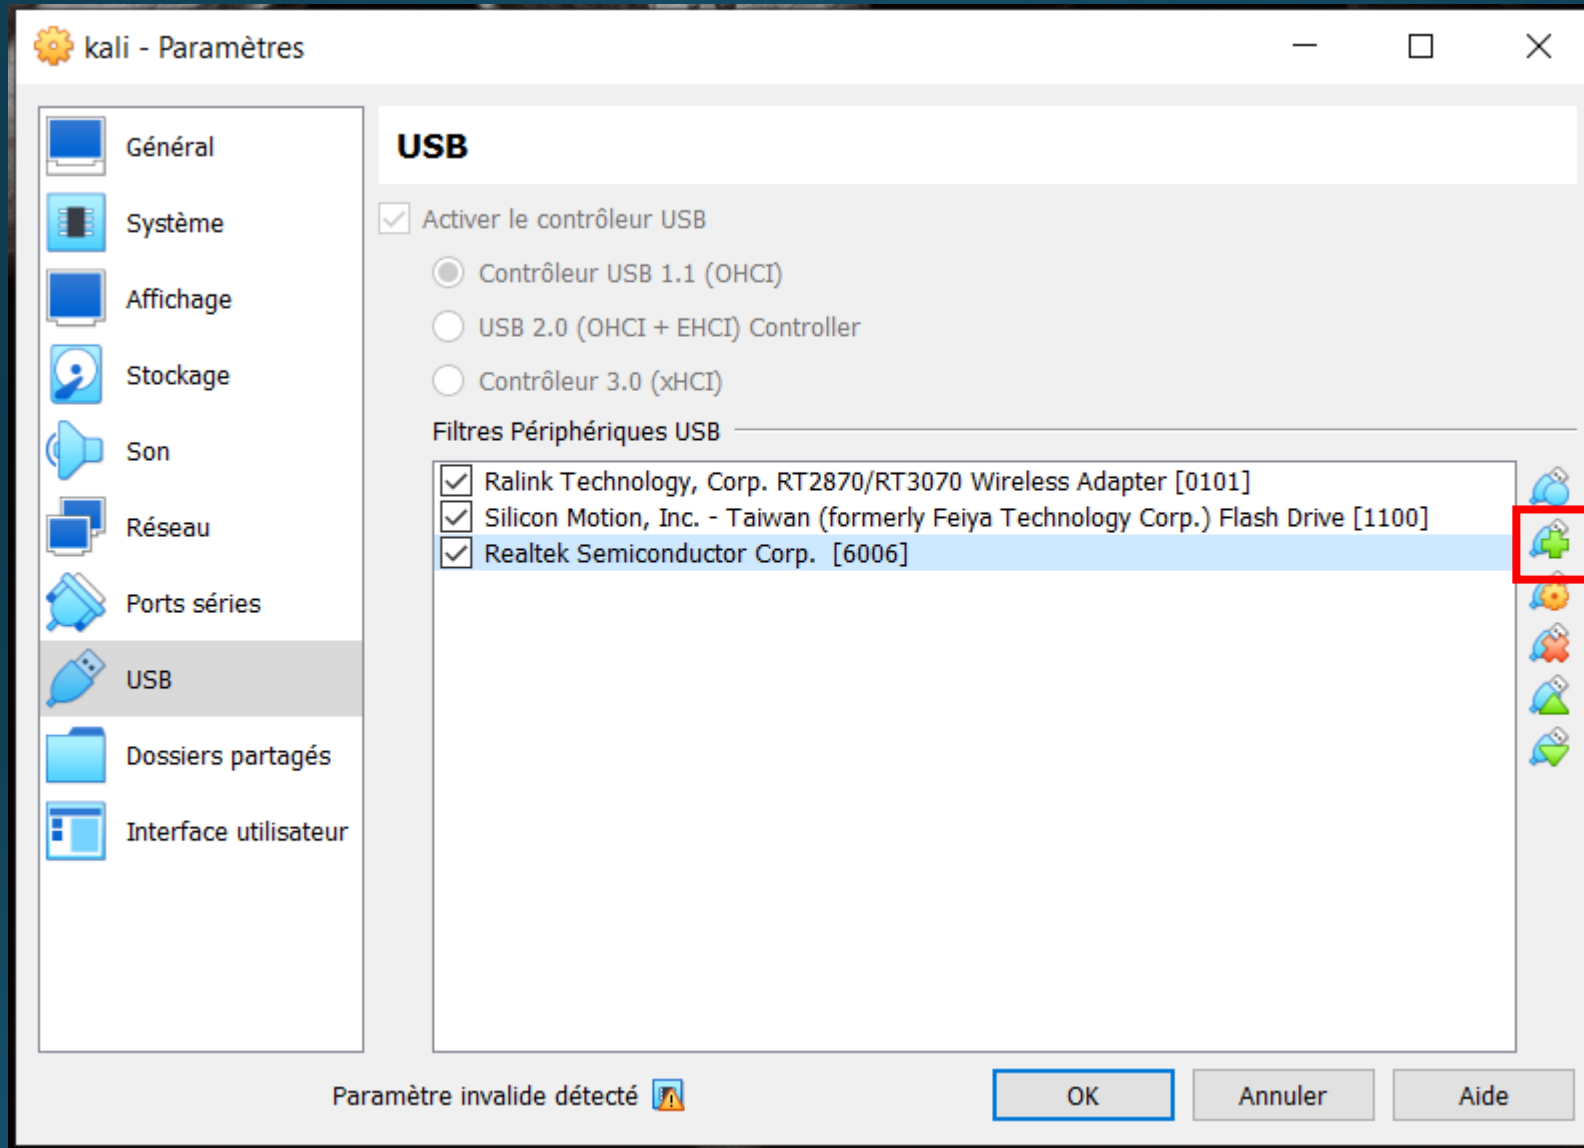 kali - Paramètres
Général
Système
Affichage
Stockage
Son
Réseau
Ports séries
USB
Dossiers partagés
Interface utilisateur
USB
Activer le contrôleur USB
Contrôleur USB 1.1 (OHCI)
USB 2.0 (OHCI + EHCI) Controller
Contrôleur 3.0 (xHCI)
Filtres Périphériques USB
Ralink Technology, Corp. RT2870/RT3070 Wireless Adapter [0101]
Silicon Motion, Inc. - Taiwan (formerly Feiya Technology Corp.) Flash Drive [1100]
Realtek Semiconductor Corp.  [6006]
Paramètre invalide détecté
OK
Annuler
Aide